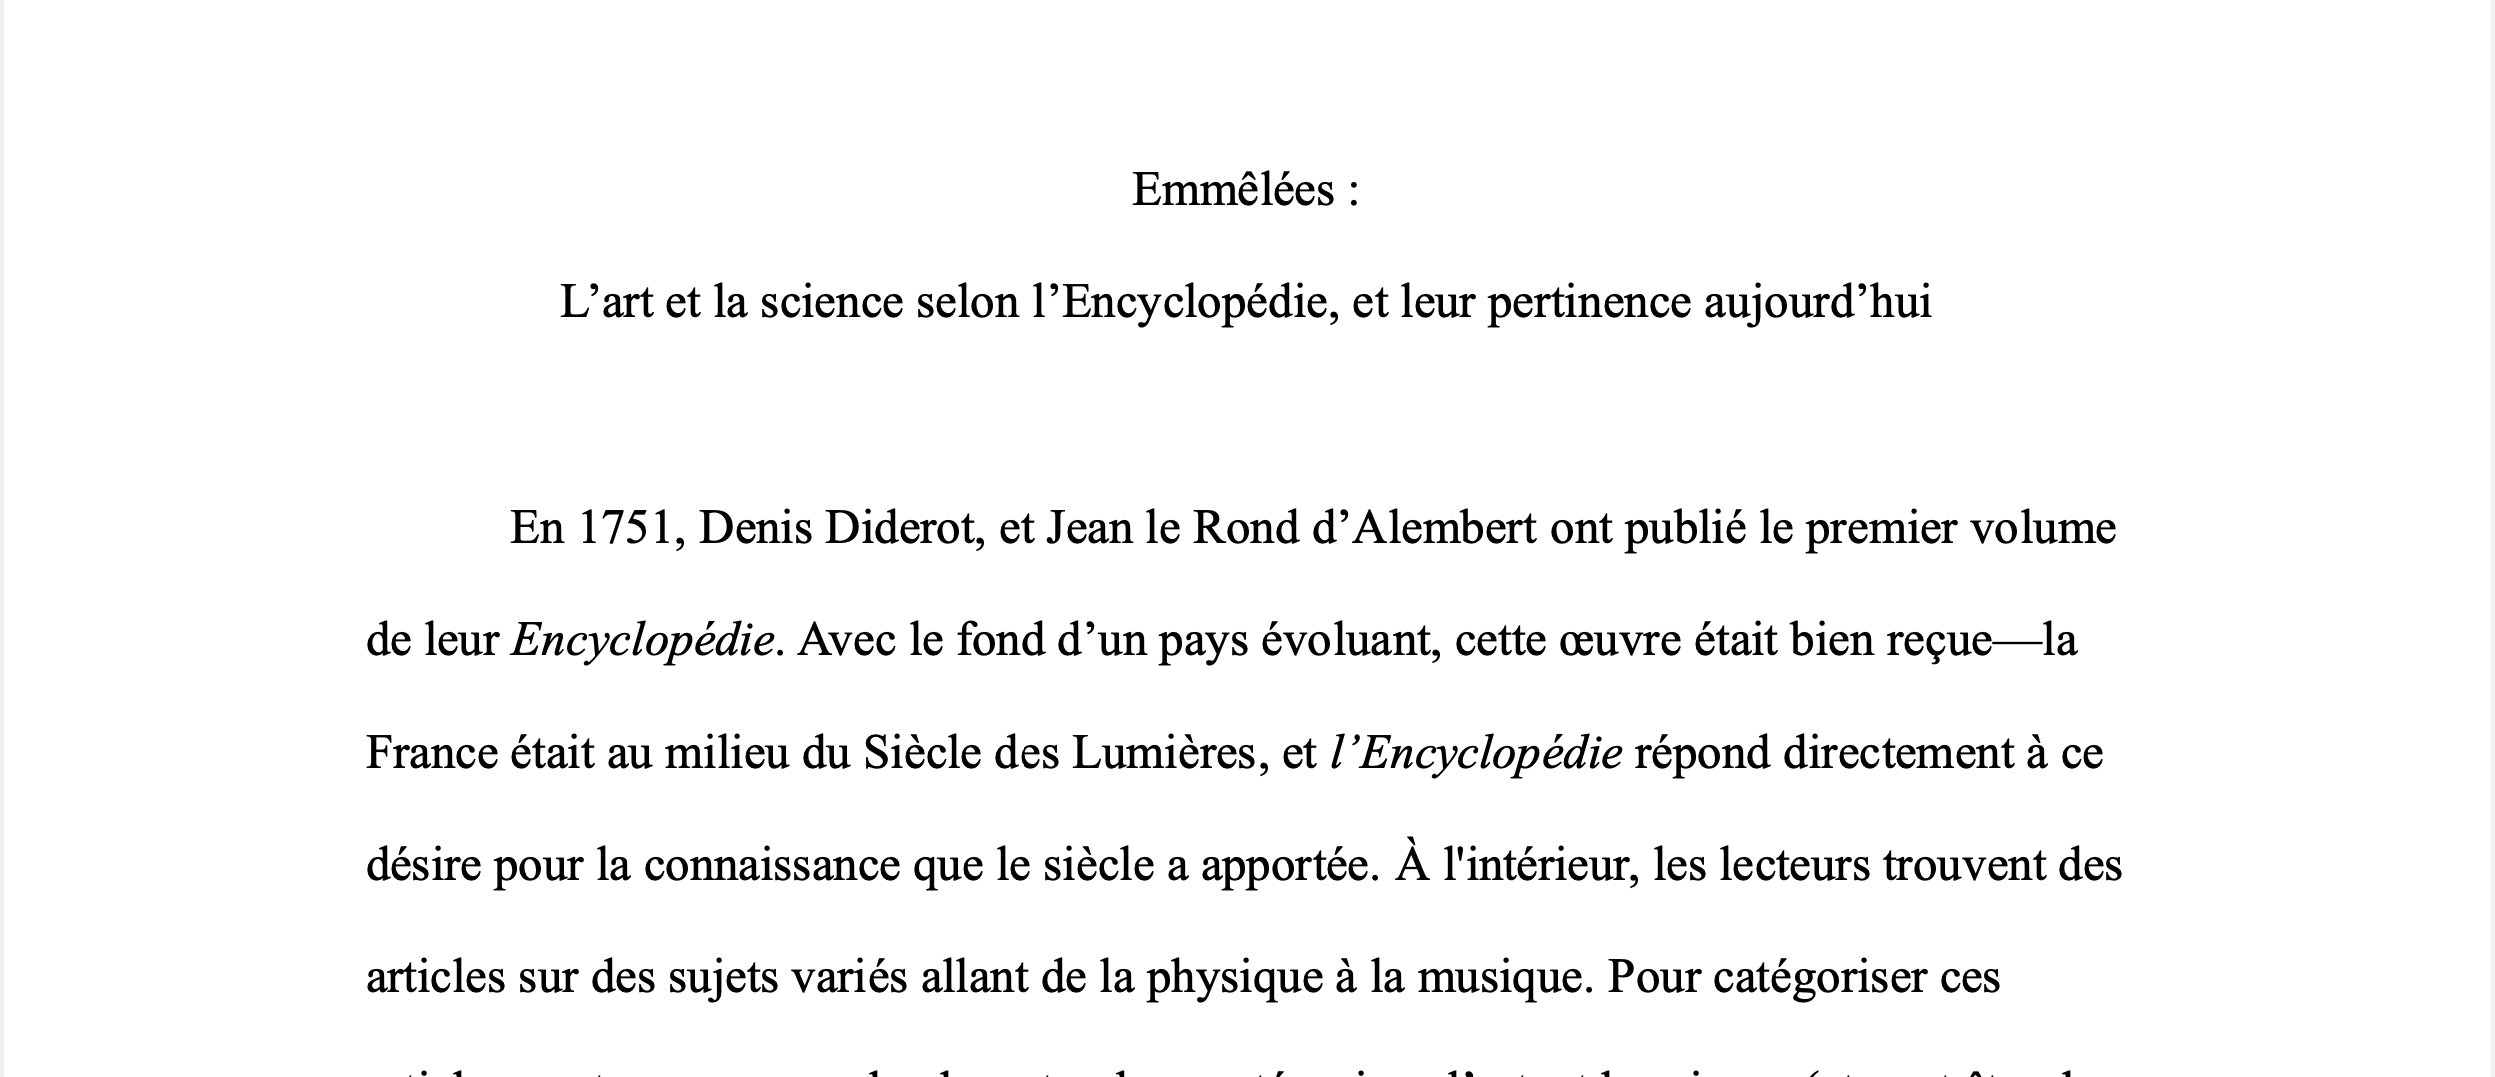 Emmêlées :
L’art et la science selon l’Encyclopédie, et leur pertinence aujourd’hui
En 1751, Denis Diderot, et Jean le Rond d’Alembert ont publié le premier volume
de leur Encyclopédie. Avec le fond d’un pays évoluant, cette œuvre était bien reçue—la
France était au milieu du Siècle des Lumières, et l’Encyclopédie répond directement à ce
désire pour la connaissance que le siècle a apportée. À l'intérieur, les lecteurs trouvent des
articles sur des sujets variés allant de la physique à la musique. Pour catégoriser ces